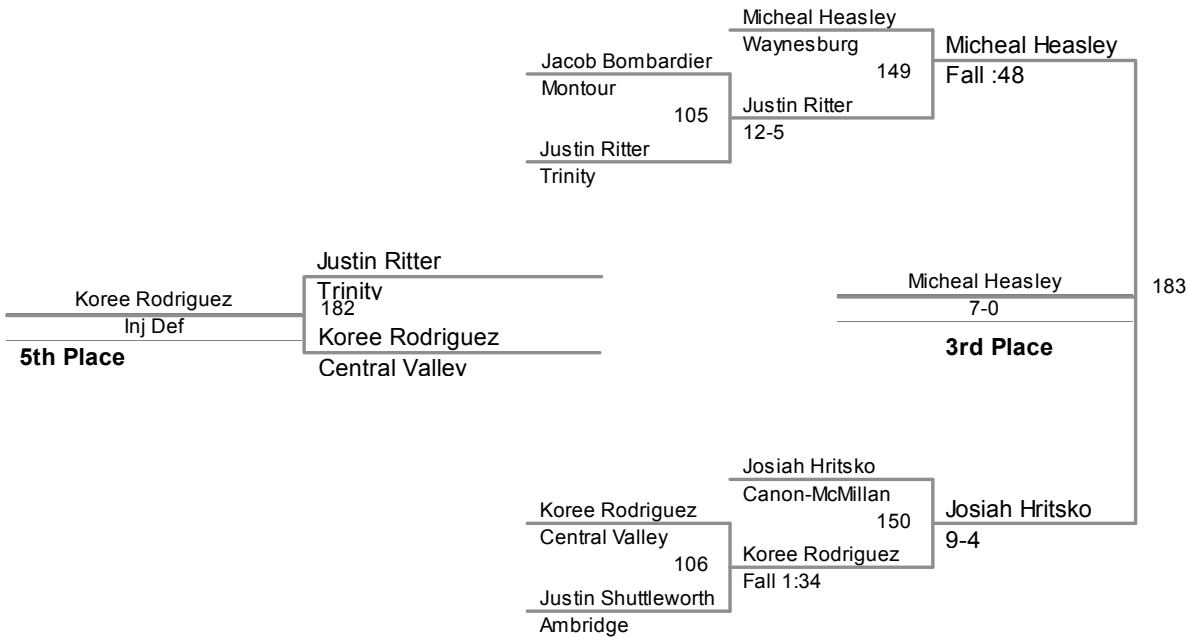 Micheal Heasley
Waynesburg
149
Micheal Heasley
Fall :48
Jacob Bombardier
Montour
105
Justin Ritter
12-5
Justin Ritter
Trinity
Justin Ritter
Trinity
182
Koree Rodriguez
Inj Def
5th Place
Koree Rodriguez
Central Valley
Micheal Heasley
7-0
3rd Place
183
Josiah Hritsko
Canon-McMillan
150
Josiah Hritsko
9-4
Koree Rodriguez
Central Valley
106
Koree Rodriguez
Fall 1:34
Justin Shuttleworth
Ambridge